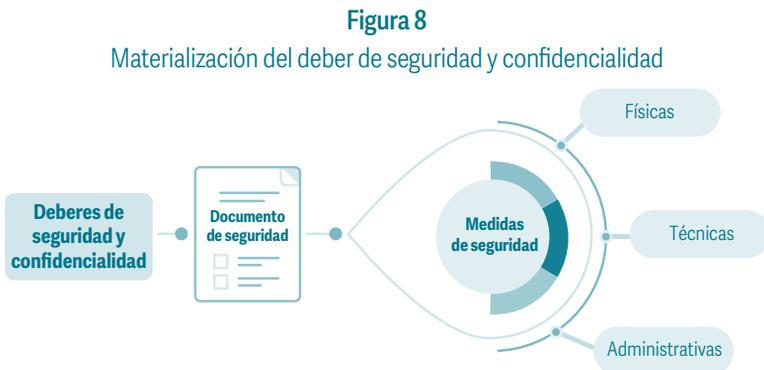 Figura 8
Materialización del deber de seguridad y confidencialidad
Físicas
Deberes de
seguridad y
confidencialidad
Documento
de seguridad
Medidas
de seguridad
Técnicas
Administrativas